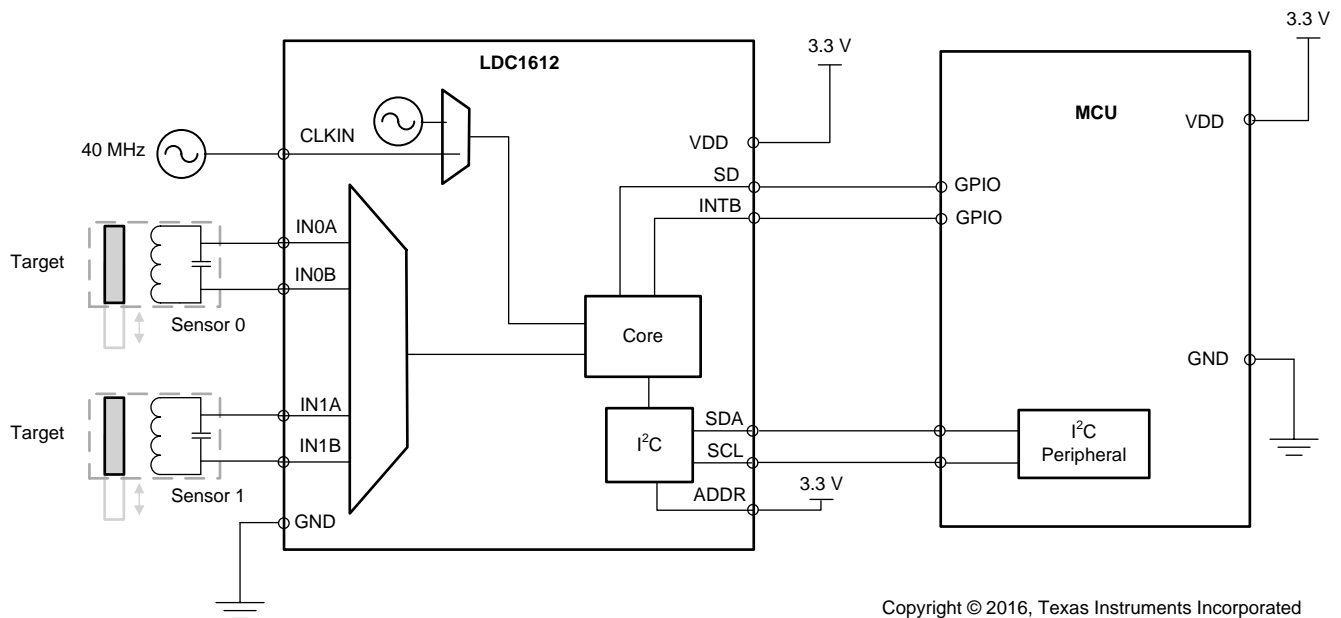 3.3 V
3.3 V
LDC1612
MCU
40 MHz
CLKIN
VDD
VDD
SD
GPIO
INTB
GPIO
IN0A
Target
IN0B
Sensor 0
Core
GND
IN1A
Target
IN1B
I²C
SDA
SCL
I²C
Peripheral
Sensor 1
ADDR
3.3 V
GND
Copyright © 2016, Texas Instruments Incorporated